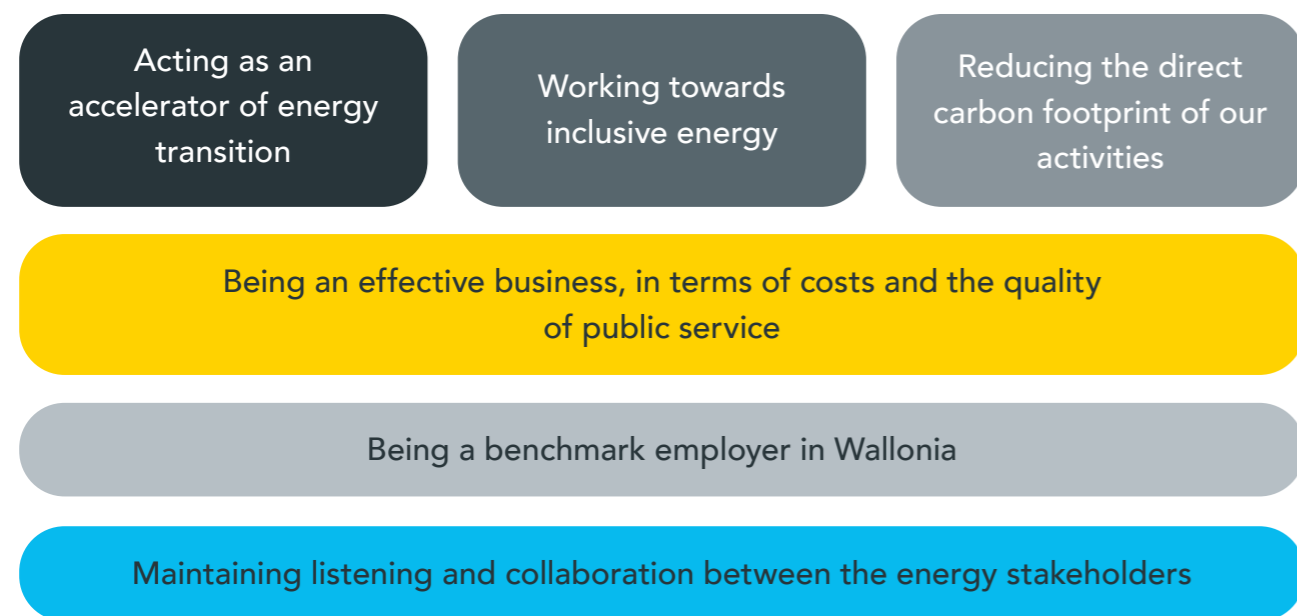 Acting as an
accelerator of energy
transition
Working towards
inclusive energy
Reducing the direct
carbon footprint of our
activities
Being an effective business, in terms of costs and the quality
of public service
Being a benchmark employer in Wallonia
Maintaining listening and collaboration between the energy stakeholders